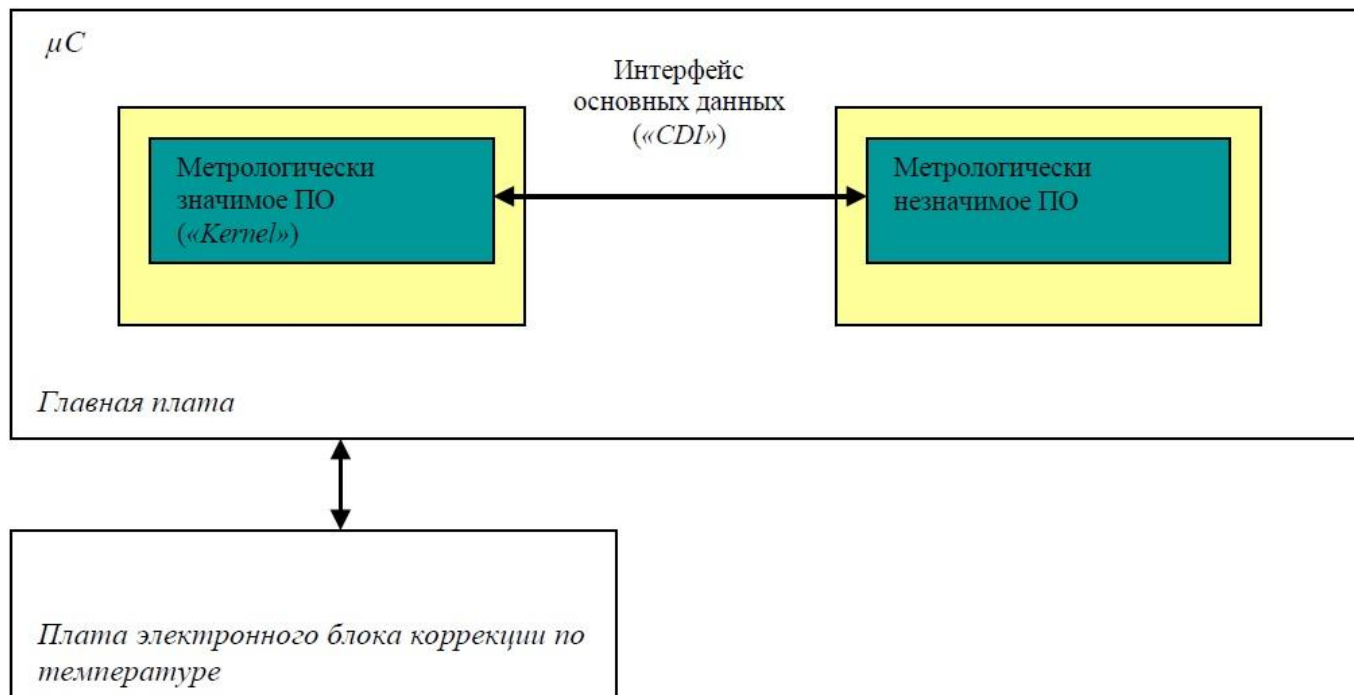 µC
Интерфейс
основных данных
(«CDI»)
Метрологически
значимое ПО
(«Kernel»)
Метрологически
незначимое ПО
Главная плата
Плата электронного блока коррекции по
температуре